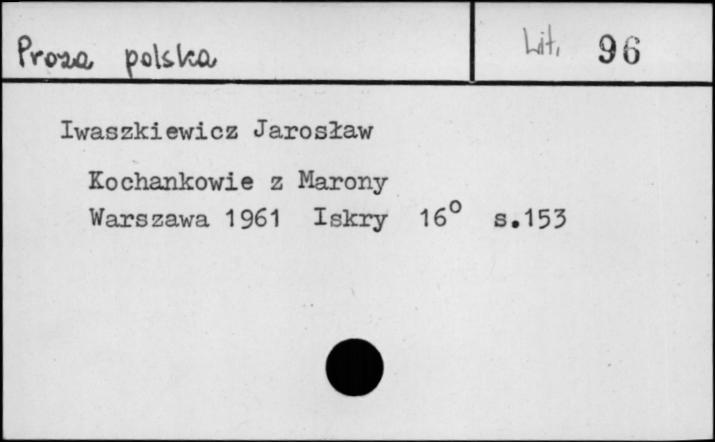 Proza polska
Lit. 96
Iwaszkiewicz Jarosław
Kochankowie z Marony
Warszawa 1961 Iskry 16° s.153